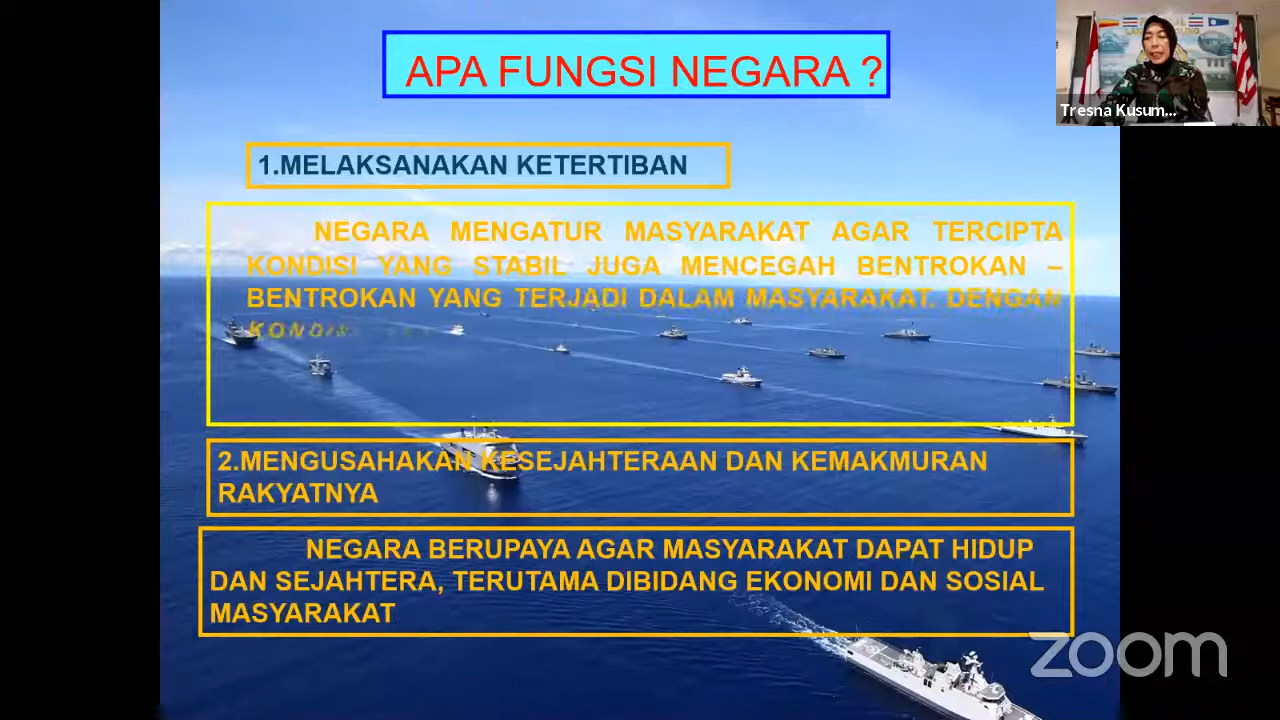 APA FUNGSI NEGARA ?
Tresna Kusum...
1.MELAKSANAKAN KETERTIBAN
NEGARA MENGATUR MASYARAKAT AGAR TERCIPTA
KONDISI YANG STABIL JUGA MENCEGAH BENTROKAN –
BENTROKAN YANG TERJADI DALAM MASYARAKAT. DENGAN
2.MENGUSAHAKAN KESEJAHTERAAN DAN KEMAKMURAN
RAKYATNYA
NEGARA BERUPAYA AGAR MASYARAKAT DAPAT HIDUP
DAN SEJAHTERA, TERUTAMA DIBIDANG EKONOMI DAN SOSIAL
MASYARAKAT
zoom